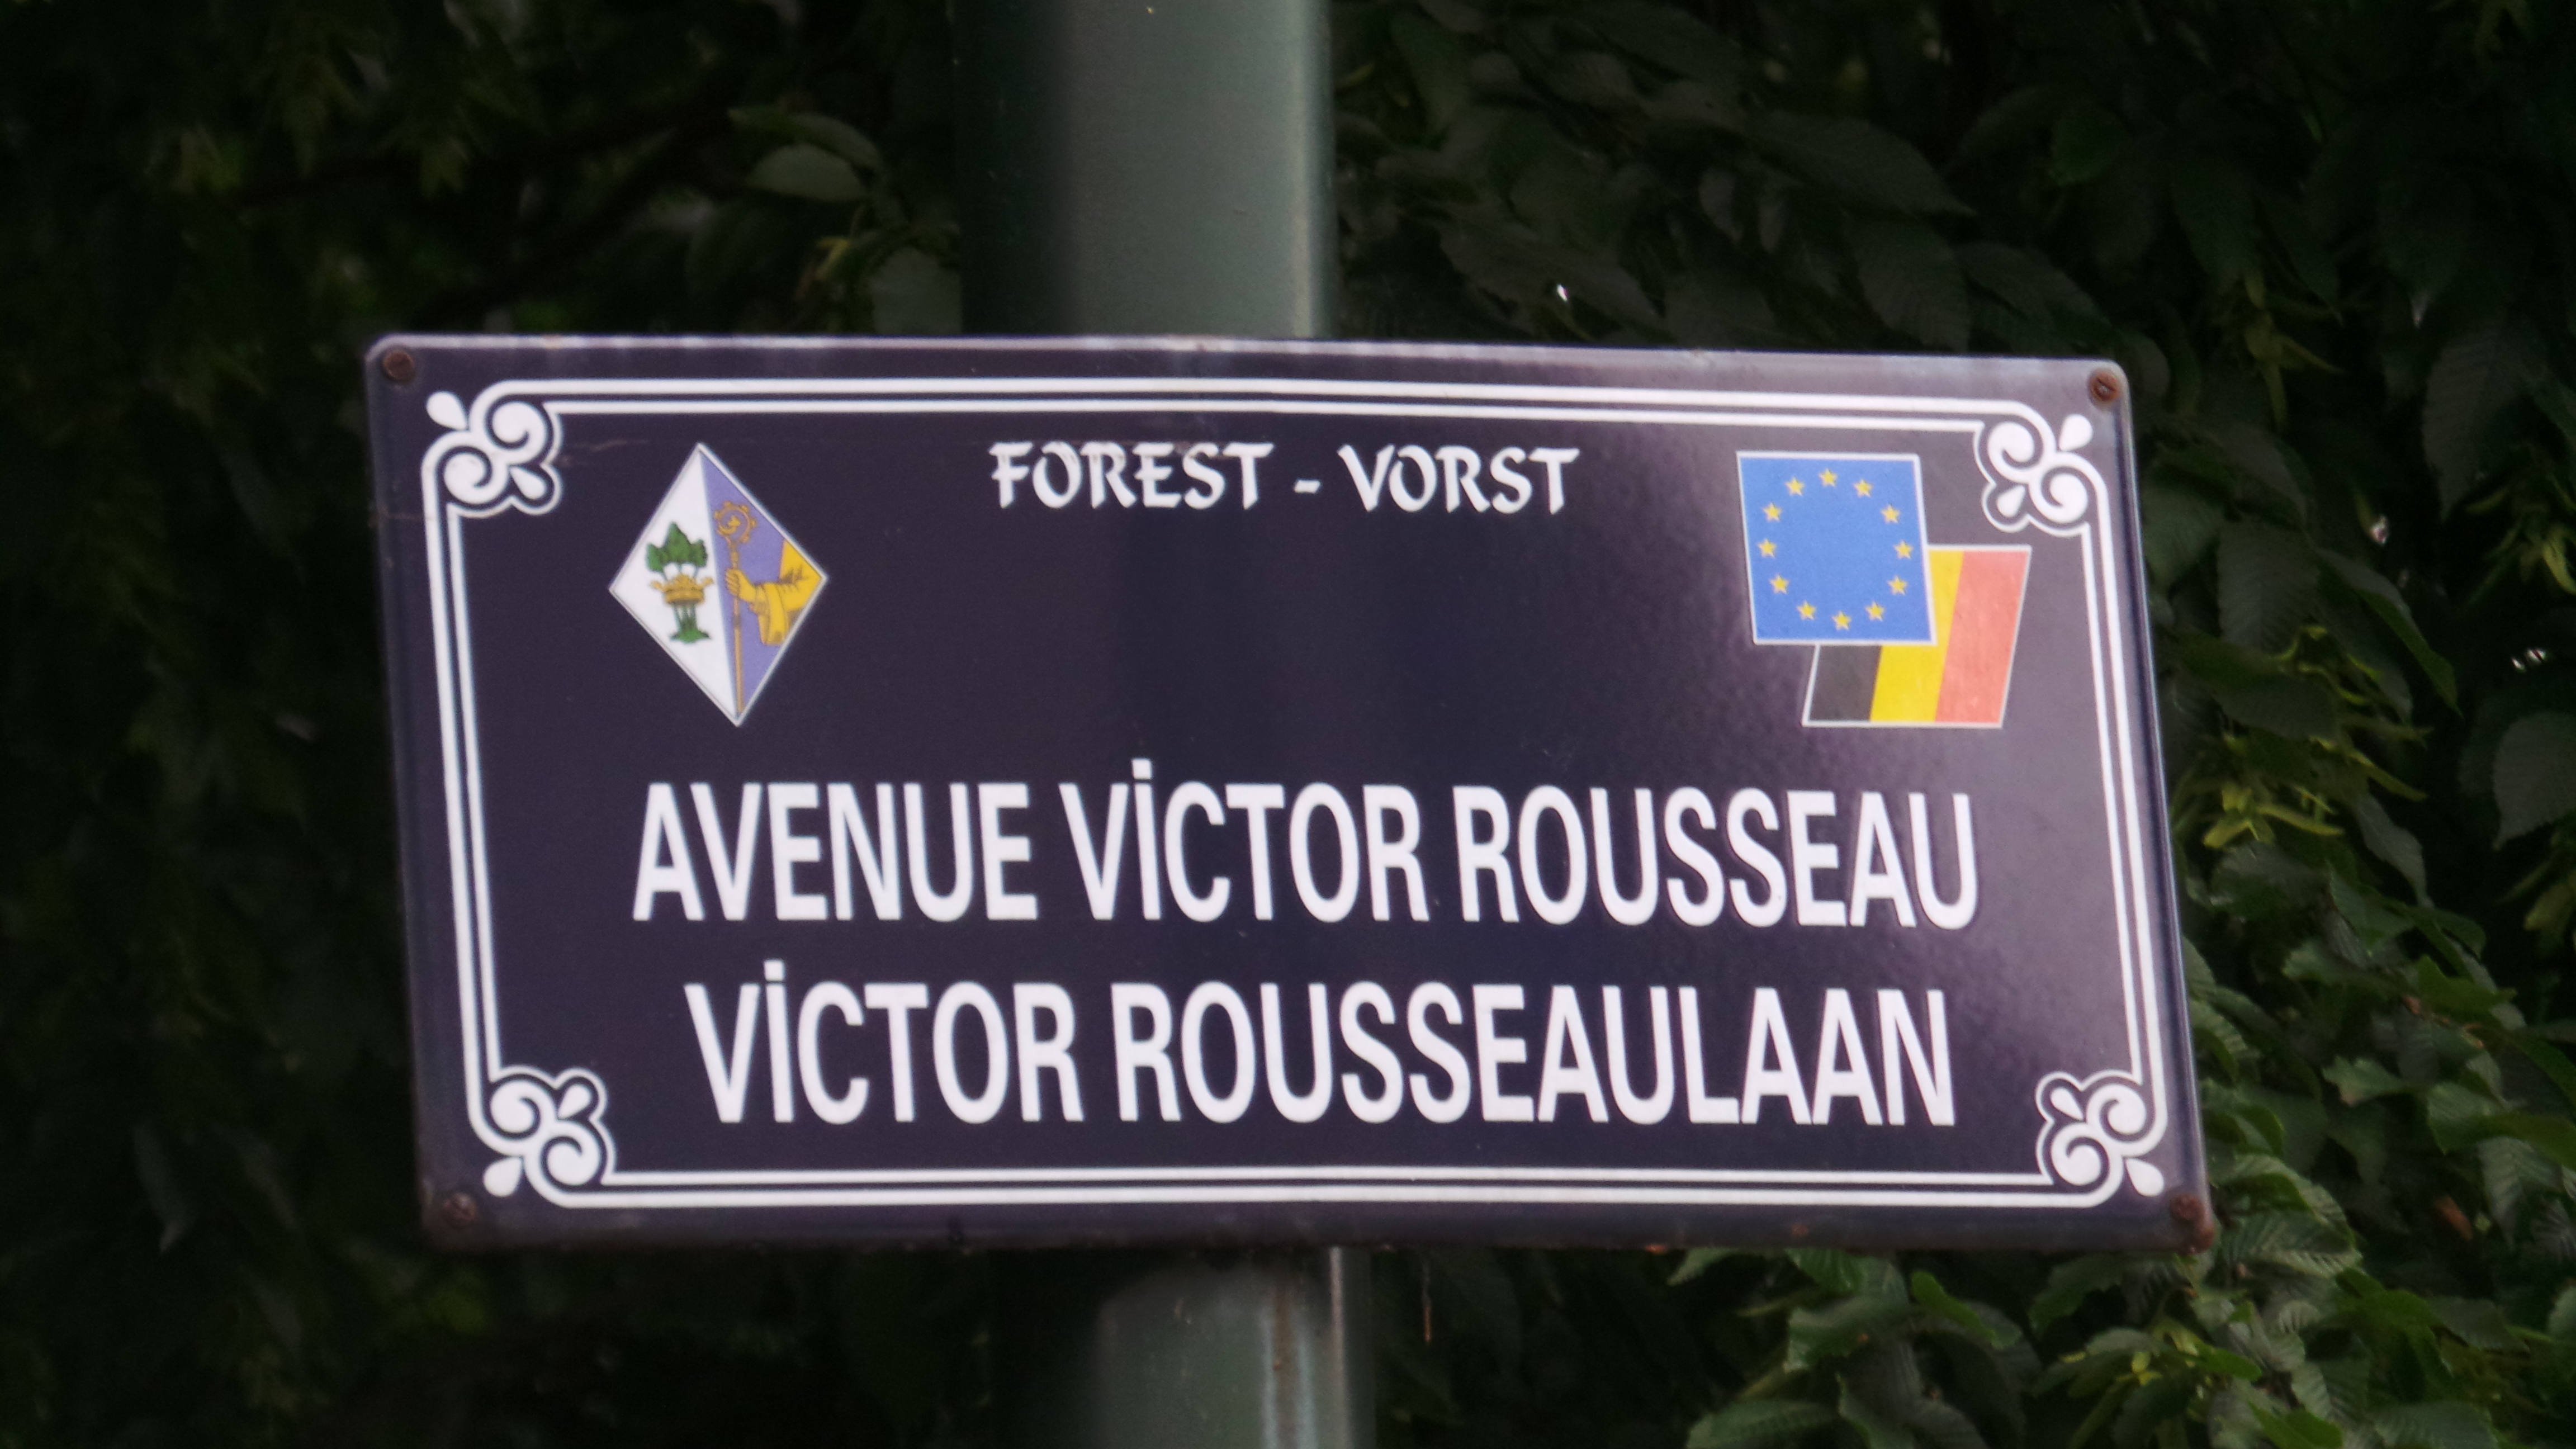 FOREST - VORST
AVENUE VİCTOR ROUSSEAU
VİCTOR ROUSSEAULAAN